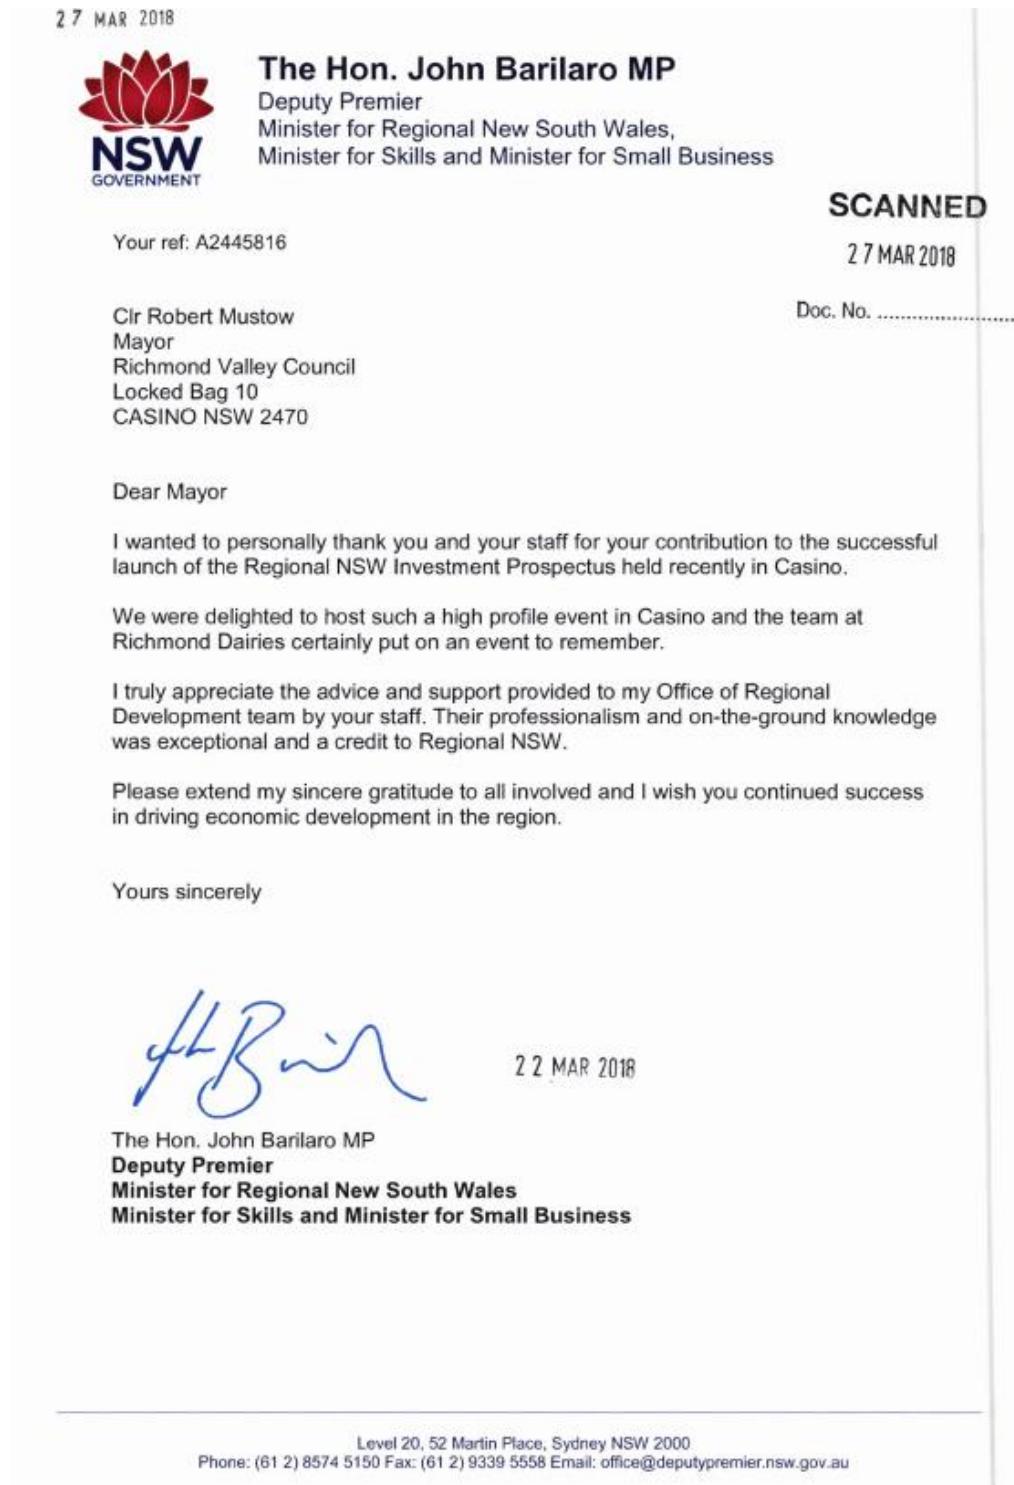 27 MAR 2018
The Hon. John Barilaro MP
Deputy Premier
Minister for Regional New South Wales,
Minister for Skills and Minister for Small Business
NSW
GOVERNMENT
SCANNED
27 MAR 2018
Doc. No. ........................
Your ref: A2445816
Clr Robert Mustow
Mayor
Richmond Valley Council
Locked Bag 10
CASINO NSW 2470
Dear Mayor
I wanted to personally thank you and your staff for your contribution to the successful
launch of the Regional NSW Investment Prospectus held recently in Casino.
We were delighted to host such a high profile event in Casino and the team at
Richmond Dairies certainly put on an event to remember.
I truly appreciate the advice and support provided to my Office of Regional
Development team by your staff. Their professionalism and on-the-ground knowledge
was exceptional and a credit to Regional NSW.
Please extend my sincere gratitude to all involved and I wish you continued success
in driving economic development in the region.
Yours sincerely
22 MAR 2018
The Hon. John Barilaro MP
Deputy Premier
Minister for Regional New South Wales
Minister for Skills and Minister for Small Business
Level 20, 52 Martin Place, Sydney NSW 2000
Phone: (61 2) 8574 5150 Fax: (61 2) 9339 5558 Email: office@deputypremier.nsw.gov.au